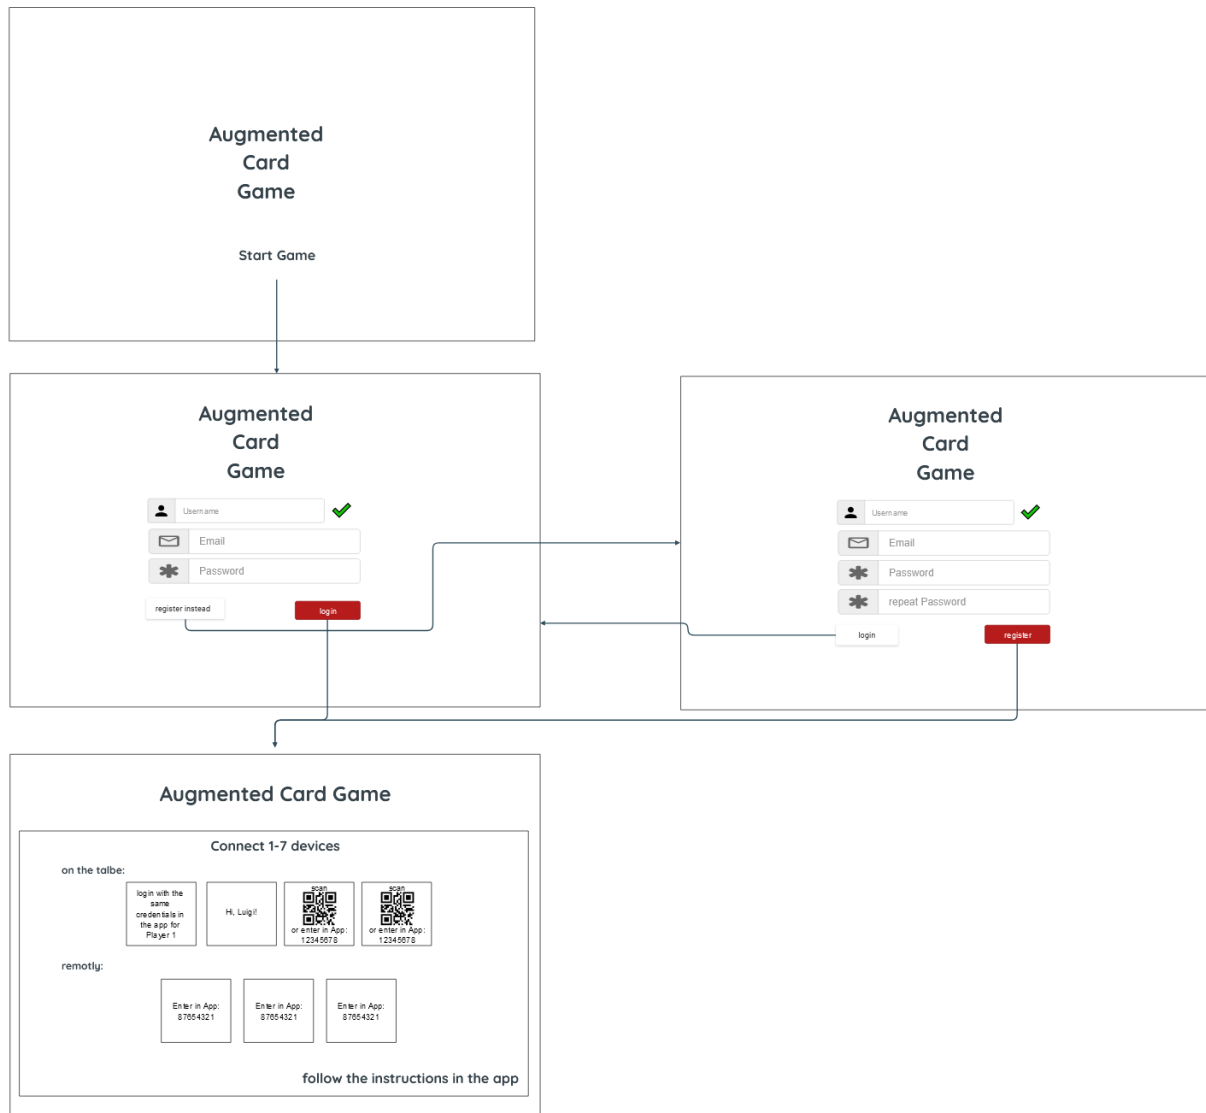 Augmented
Card
Game
Start Game
Augmented
Card
Game
Username
Email
Password
register instead
login
Augmented
Card
Game
Username
Email
Password
repeat Password
login
register
Augmented Card Game
Connect 1-7 devices
on the talbe:
login with the
same
credentials in
the app for
Player 1
Hi, Luigi!
scan
or enter in App:
12345678
scan
or enter in App:
12345678
remotly:
Enter in App:
87654321
Enter in App:
87654321
Enter in App:
87654321
follow the instructions in the app